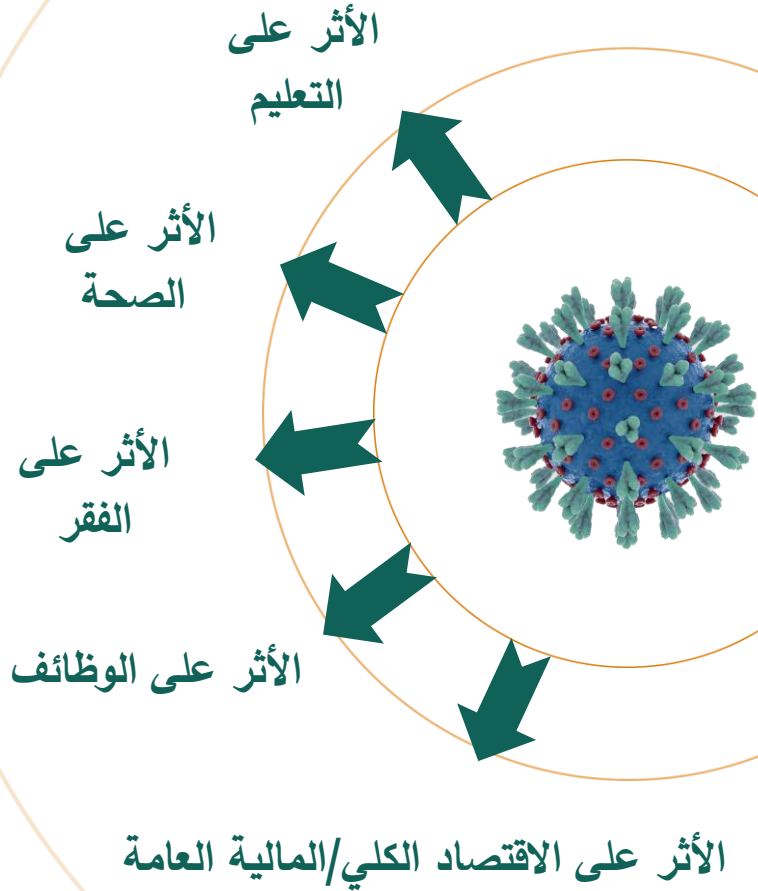 الأثر على
التعليم
الأثر على
الصحة
الأثر على
الفقر
الأثر على الوظائف
الأثر على الاقتصاد الكلي/المالية العامة